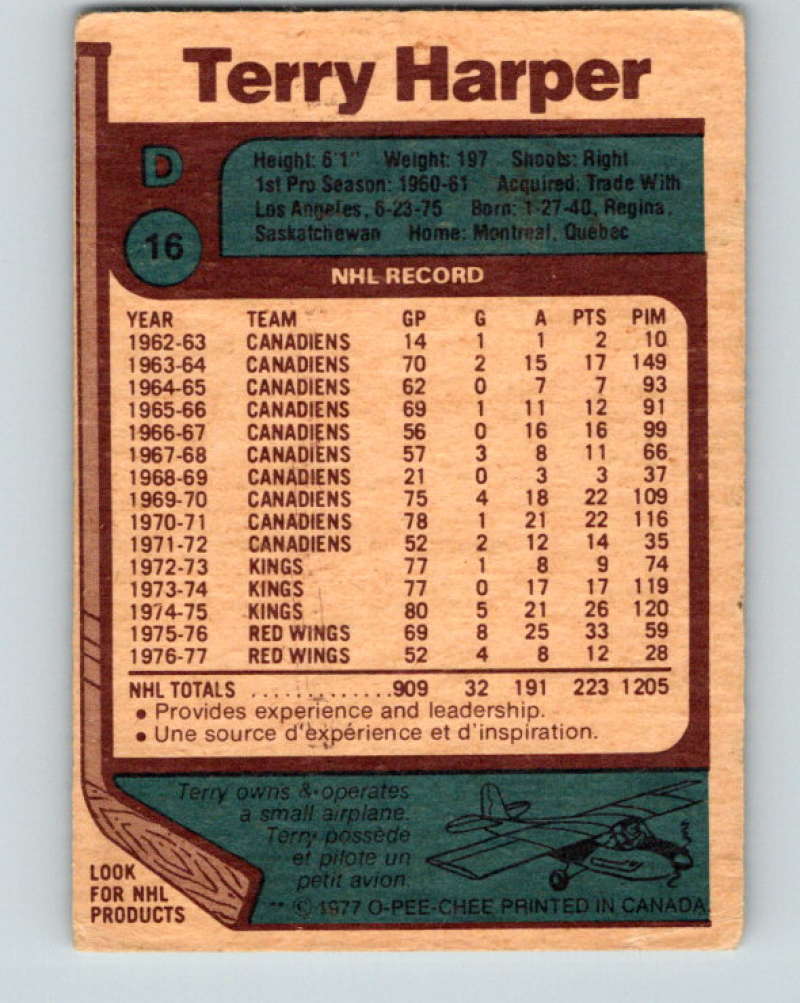 Terry Harper
D
16
Height: 6'1" Weight: 197 Shoots: Right
1st Pro Season: 1960-61 Acquired: Trade With
Los Angeles, 6-23-75 Born: 1-27-40, Regina,
Saskatchewan Home: Montreal, Quebec
NHL RECORD
YEAR TEAM GP G A PTS PIM
1962-63 CANADIENS 14 1 1 2 10
1963-64 CANADIENS 70 2 15 17 149
1964-65 CANADIENS 62 0 7 7 93
1965-66 CANADIENS 69 1 11 12 91
1966-67 CANADIENS 56 0 16 16 99
1967-68 CANADIENS 57 3 8 11 66
1968-69 CANADIENS 21 0 3 3 37
1969-70 CANADIENS 75 4 18 22 109
1970-71 CANADIENS 78 1 21 22 116
1971-72 CANADIENS 52 2 12 14 35
1972-73 KINGS 77 1 8 9 74
1973-74 KINGS 77 0 17 17 119
1974-75 KINGS 80 5 21 26 120
1975-76 RED WINGS 69 8 25 33 59
1976-77 RED WINGS 52 4 8 12 28
NHL TOTALS .............909 32 191 223 1205
• Provides experience and leadership.
• Une source d'expérience et d'inspiration.
Terry owns & operates
a small airplane.
Terry possède
et pilote un
petit avion.
LOOK
FOR NHL
PRODUCTS
** © 1977 O-PEE-CHEE PRINTED IN CANADA